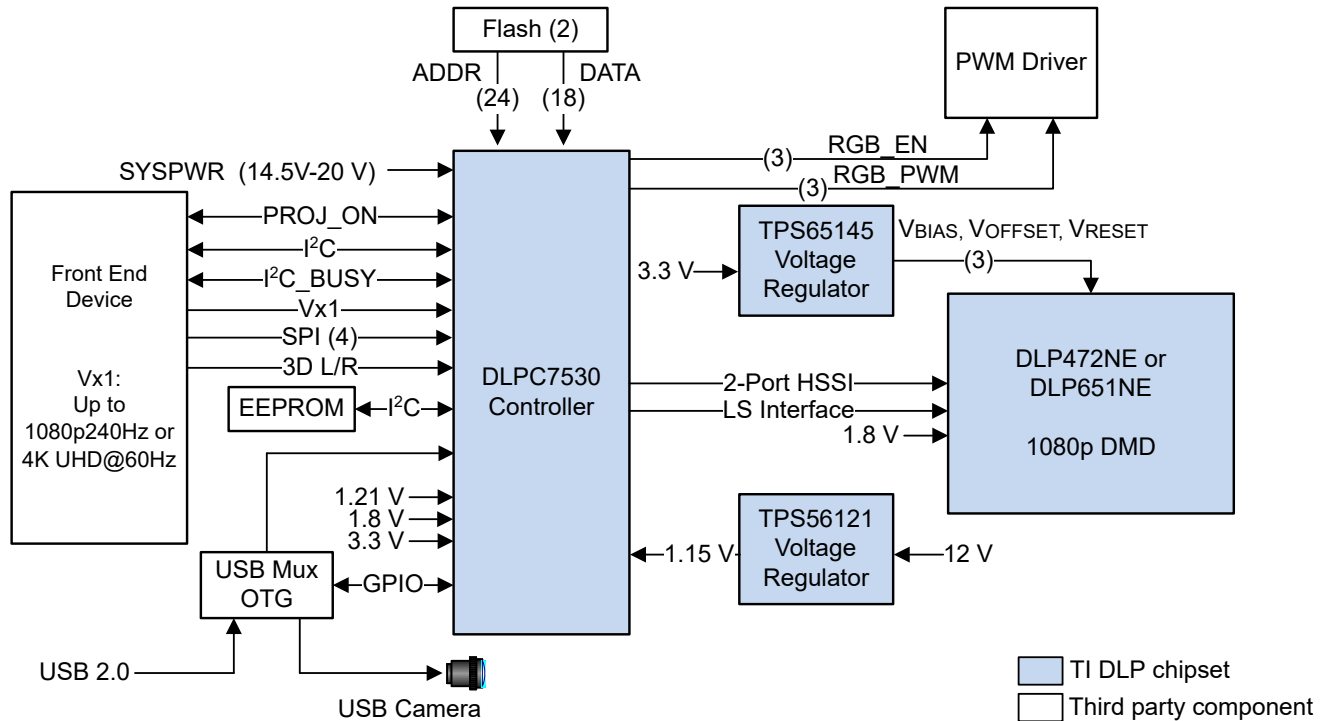 Flash (2)
ADDR
DATA
(24)
(18)
PWM Driver
RGB_EN
(3)
RGB_PWM
(3)
SYSPWR (14.5V-20 V)
PROJ_ON
I²C
I²C_BUSY
Vx1
SPI (4)
3D L/R
Front End
Device
Vx1:
Up to
1080p240Hz or
4K UHD@60Hz
EEPROM
I²C
1.21 V
1.8 V
3.3 V
USB Mux
OTG
GPIO
USB 2.0
USB Camera
DLPC7530
Controller
TPS65145
Voltage
Regulator
3.3 V
VBIAS, VOFFSET, VRESET
(3)
2-Port HSSI
LS Interface
1.8 V
DLP472NE or
DLP651NE
1080p DMD
TPS56121
Voltage
Regulator
1.15 V
12 V
TI DLP chipset
Third party component